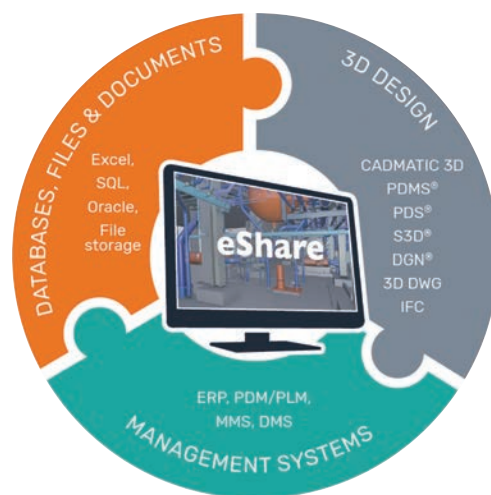 DATABASES, FILES & DOCUMENTS
Excel,
SQL,
Oracle,
File
storage
3D DESIGN
CADMATIC 3D
PDMS®
PDS®
S3D®
DGN®
3D DWG
IFC
eShare
ERP, PDM/PLM,
MMS, DMS
MANAGEMENT SYSTEMS